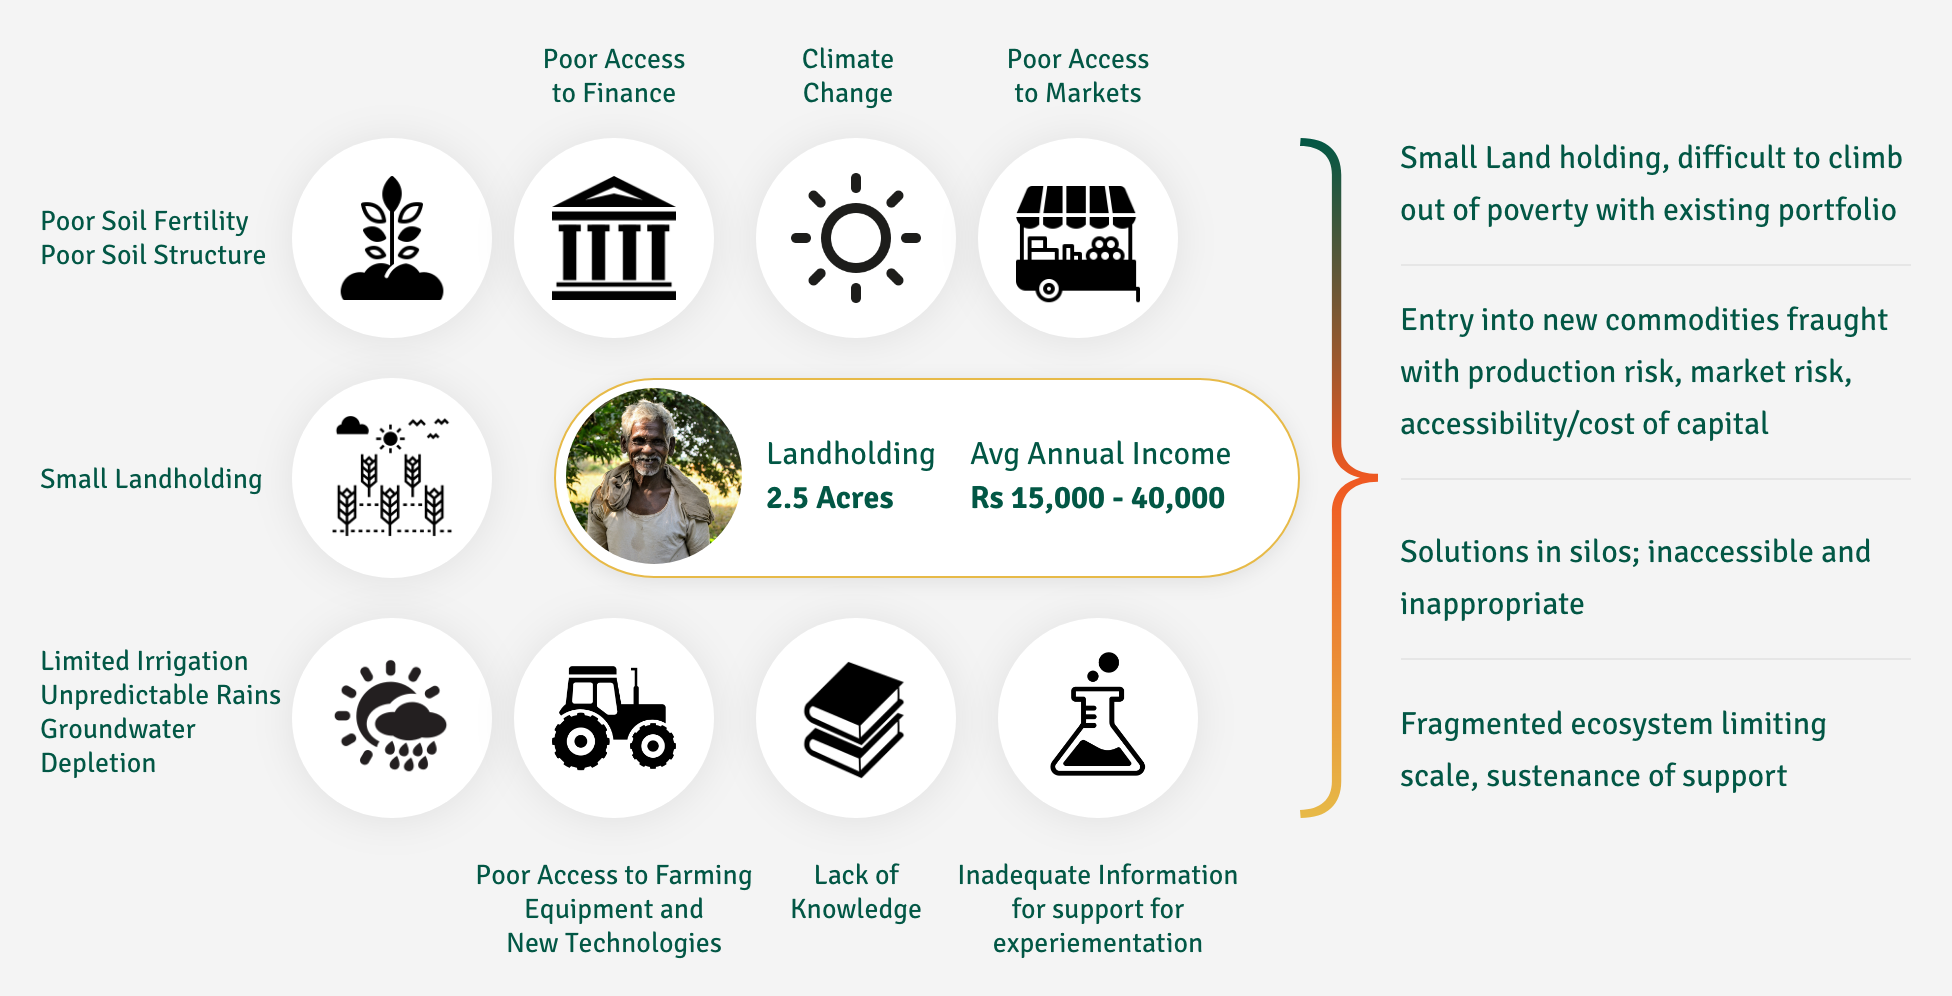 Poor Access
to Finance
Climate
Change
Poor Access
to Markets
Poor Soil Fertility
Poor Soil Structure
Small Landholding
Landholding
2.5 Acres
Avg Annual Income
Rs 15,000 - 40,000
Limited Irrigation
Unpredictable Rains
Groundwater
Depletion
Poor Access to Farming
Equipment and
New Technologies
Lack of
Knowledge
Inadequate Information
for support for
experiementation
Small Land holding, difficult to climb
out of poverty with existing portfolio
Entry into new commodities fraught
with production risk, market risk,
accessibility/cost of capital
Solutions in silos; inaccessible and
inappropriate
Fragmented ecosystem limiting
scale, sustenance of support